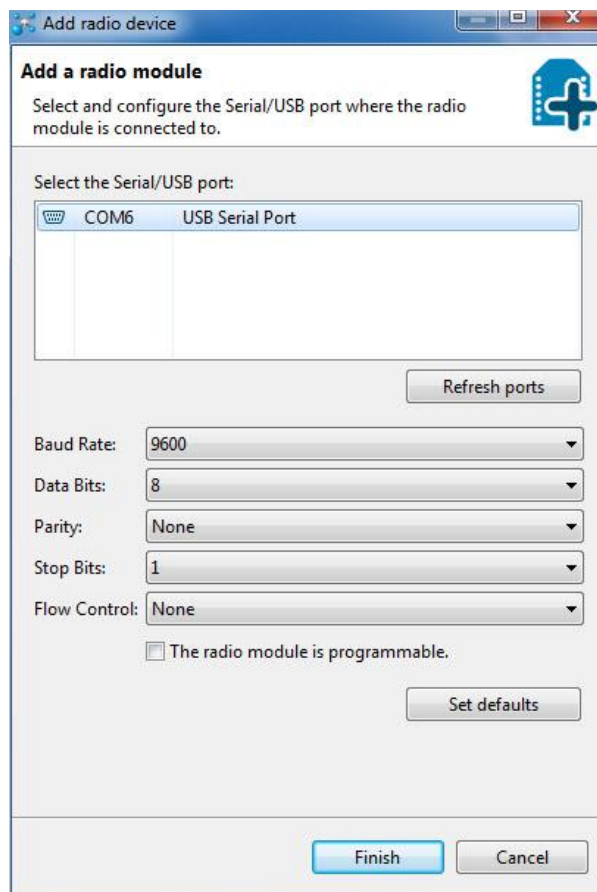 Add radio device
Add a radio module
Select and configure the Serial/USB port where the radio
module is connected to.
Select the Serial/USB port:
COM6 USB Serial Port
Refresh ports
Baud Rate: 9600
Data Bits: 8
Parity: None
Stop Bits: 1
Flow Control: None
The radio module is programmable.
Set defaults
Finish Cancel